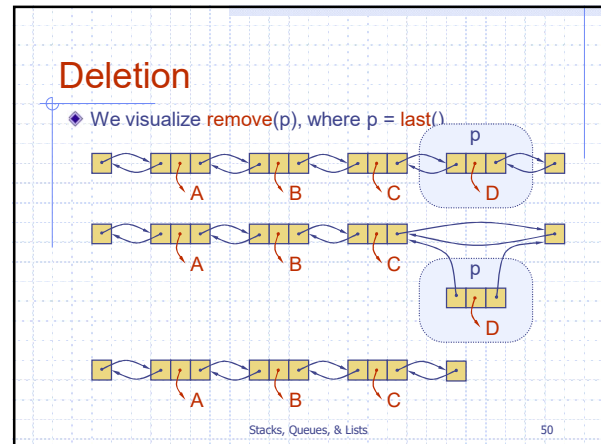 Deletion
We visualize remove(p), where p = last()
p
A B C D
A B C
p
D
A B C
Stacks, Queues, & Lists 50